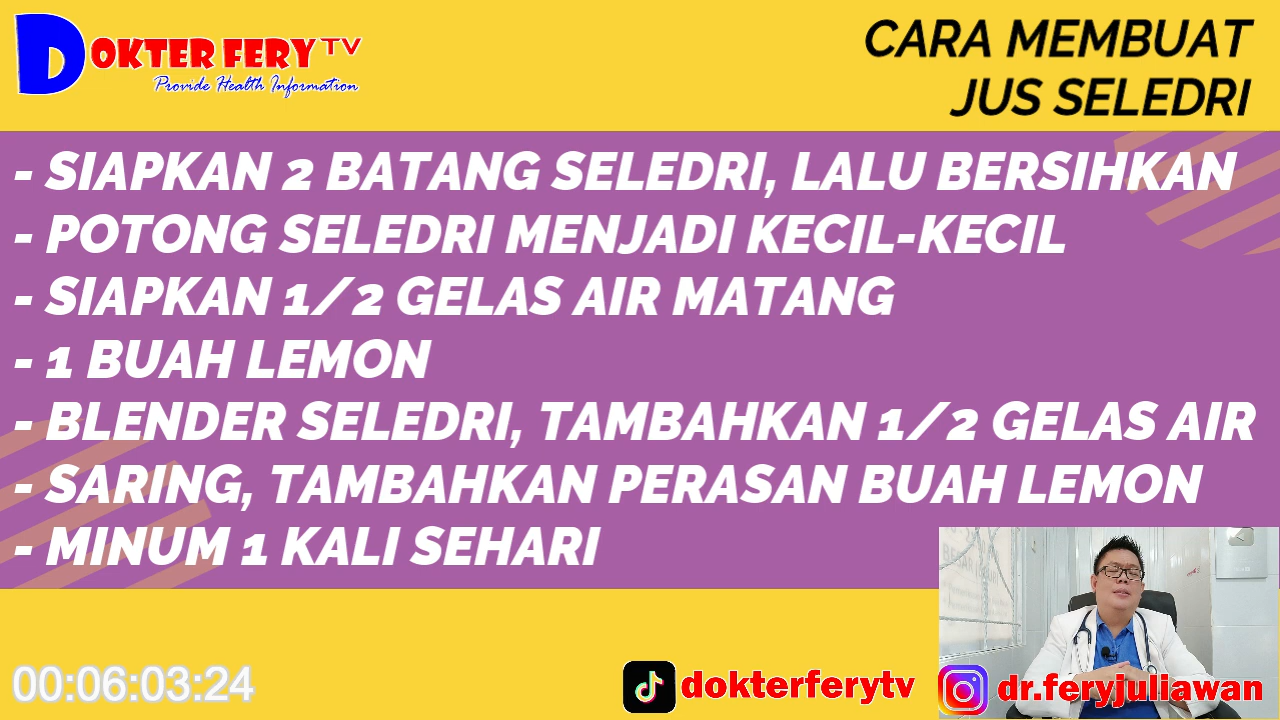 DOKTER FERY TV
Provide Health Information
CARA MEMBUAT
JUS SELEDRI
- SIAPKAN 2 BATANG SELEDRI, LALU BERSIHKAN
- POTONG SELEDRI MENJADI KECIL-KECIL
- SIAPKAN 1/2 GELAS AIR MATANG
- 1 BUAH LEMON
- BLENDER SELEDRI, TAMBAHKAN 1/2 GELAS AIR
- SARING, TAMBAHKAN PERASAN BUAH LEMON
- MINUM 1 KALI SEHARI
00:06:03:24
dokterferytv
dr.feryjuliawan